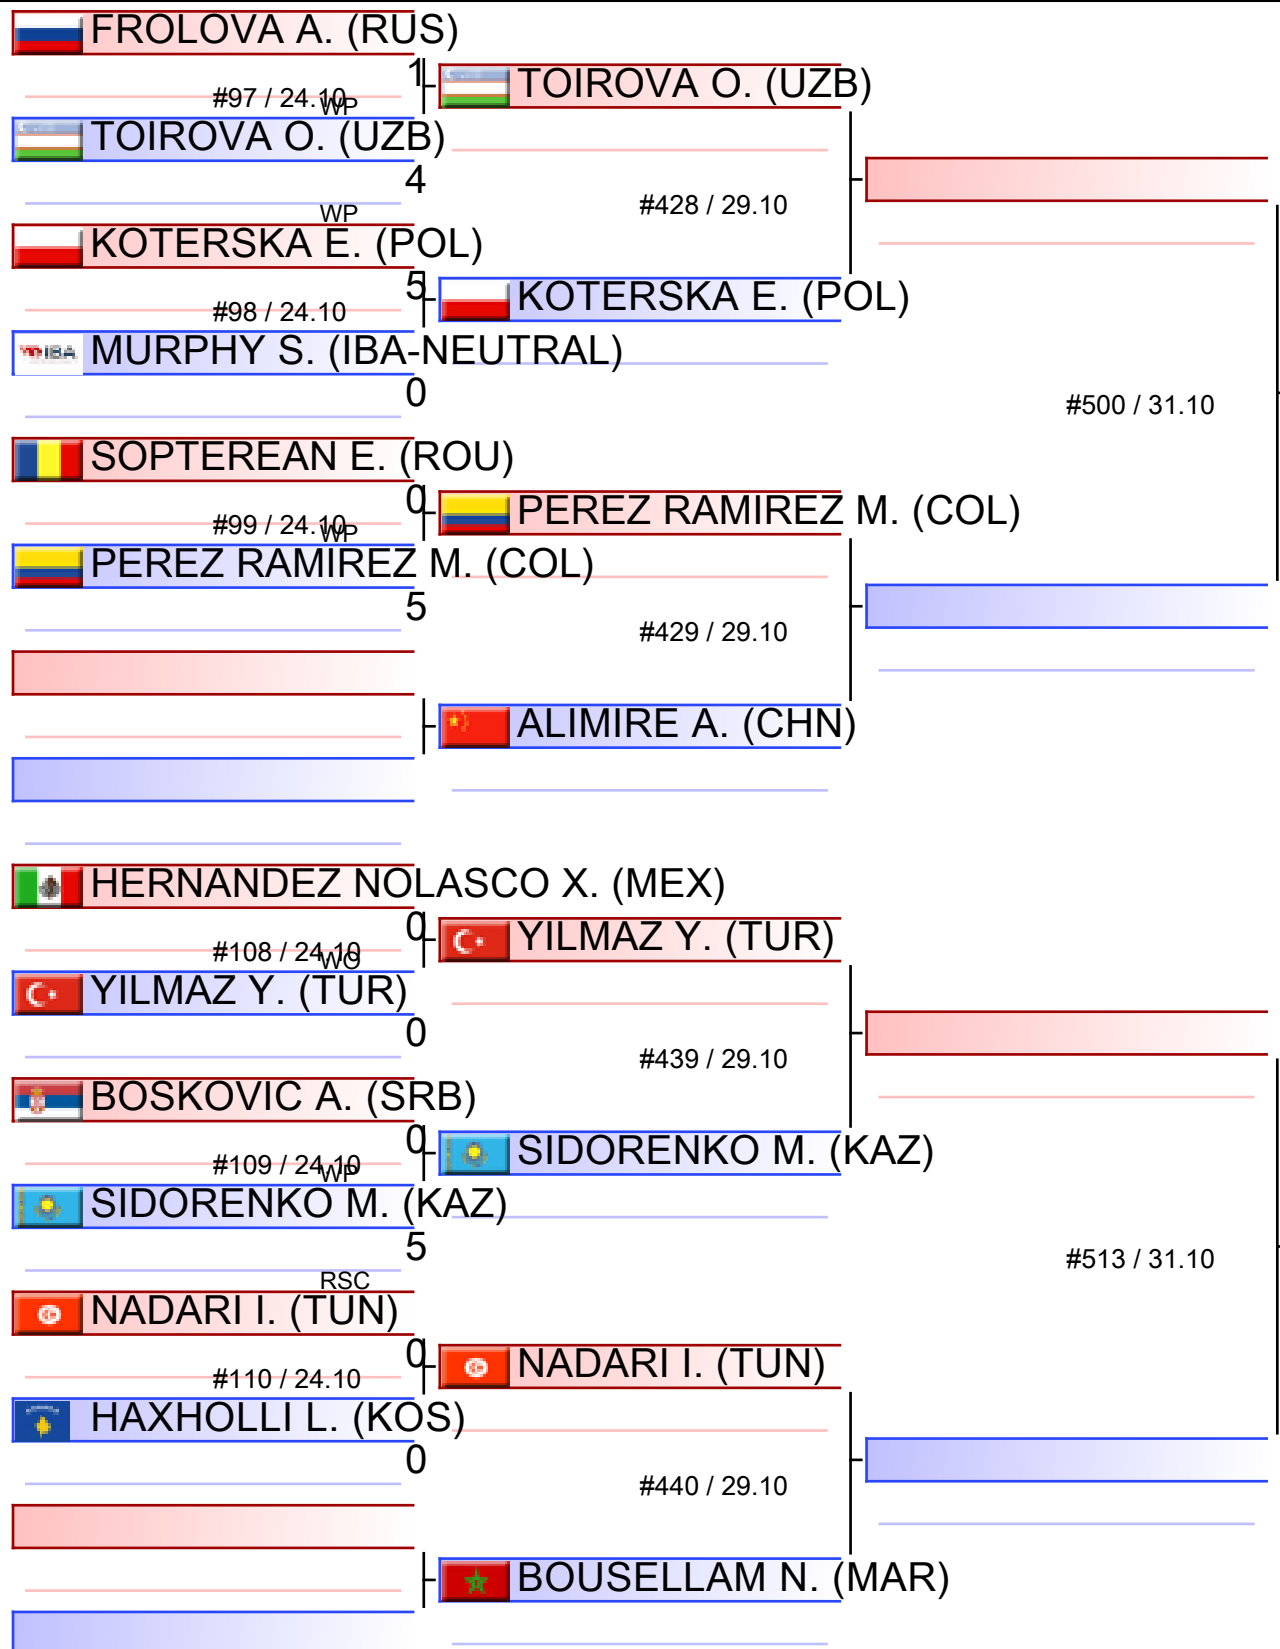 FROLOVA A. (RUS)
1
#97 / 24.10
WP
TOIROVA O. (UZB)
4
TOIROVA O. (UZB)
#428 / 29.10
WP
KOTERSKA E. (POL)
5
#98 / 24.10
IBA
MURPHY S. (IBA-NEUTRAL)
0
KOTERSKA E. (POL)
#500 / 31.10
SOPTEREAN E. (ROU)
0
#99 / 24.10
WP
PEREZ RAMIREZ M. (COL)
5
PEREZ RAMIREZ M. (COL)
#429 / 29.10
ALIMIRE A. (CHN)
HERNANDEZ NOLASCO X. (MEX)
0
#108 / 24.10
WO
YILMAZ Y. (TUR)
0
YILMAZ Y. (TUR)
#439 / 29.10
BOSKOVIC A. (SRB)
0
#109 / 24.10
WP
SIDORENKO M. (KAZ)
5
SIDORENKO M. (KAZ)
#513 / 31.10
RSC
NADARI I. (TUN)
0
#110 / 24.10
HAXHOLLI L. (KOS)
0
NADARI I. (TUN)
#440 / 29.10
BOUSELLAM N. (MAR)